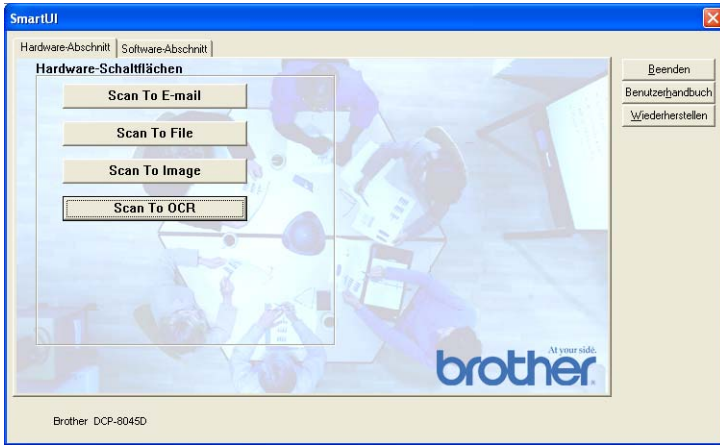 SmartUI
Hardware-Abschnitt Software-Abschnitt
Hardware-Schaltflächen
Scan To E-mail
Scan To File
Scan To Image
Scan To OCR
Beenden
Benutzerhandbuch
Wiederherstellen
At your side.
brother
Brother DCP-8045D